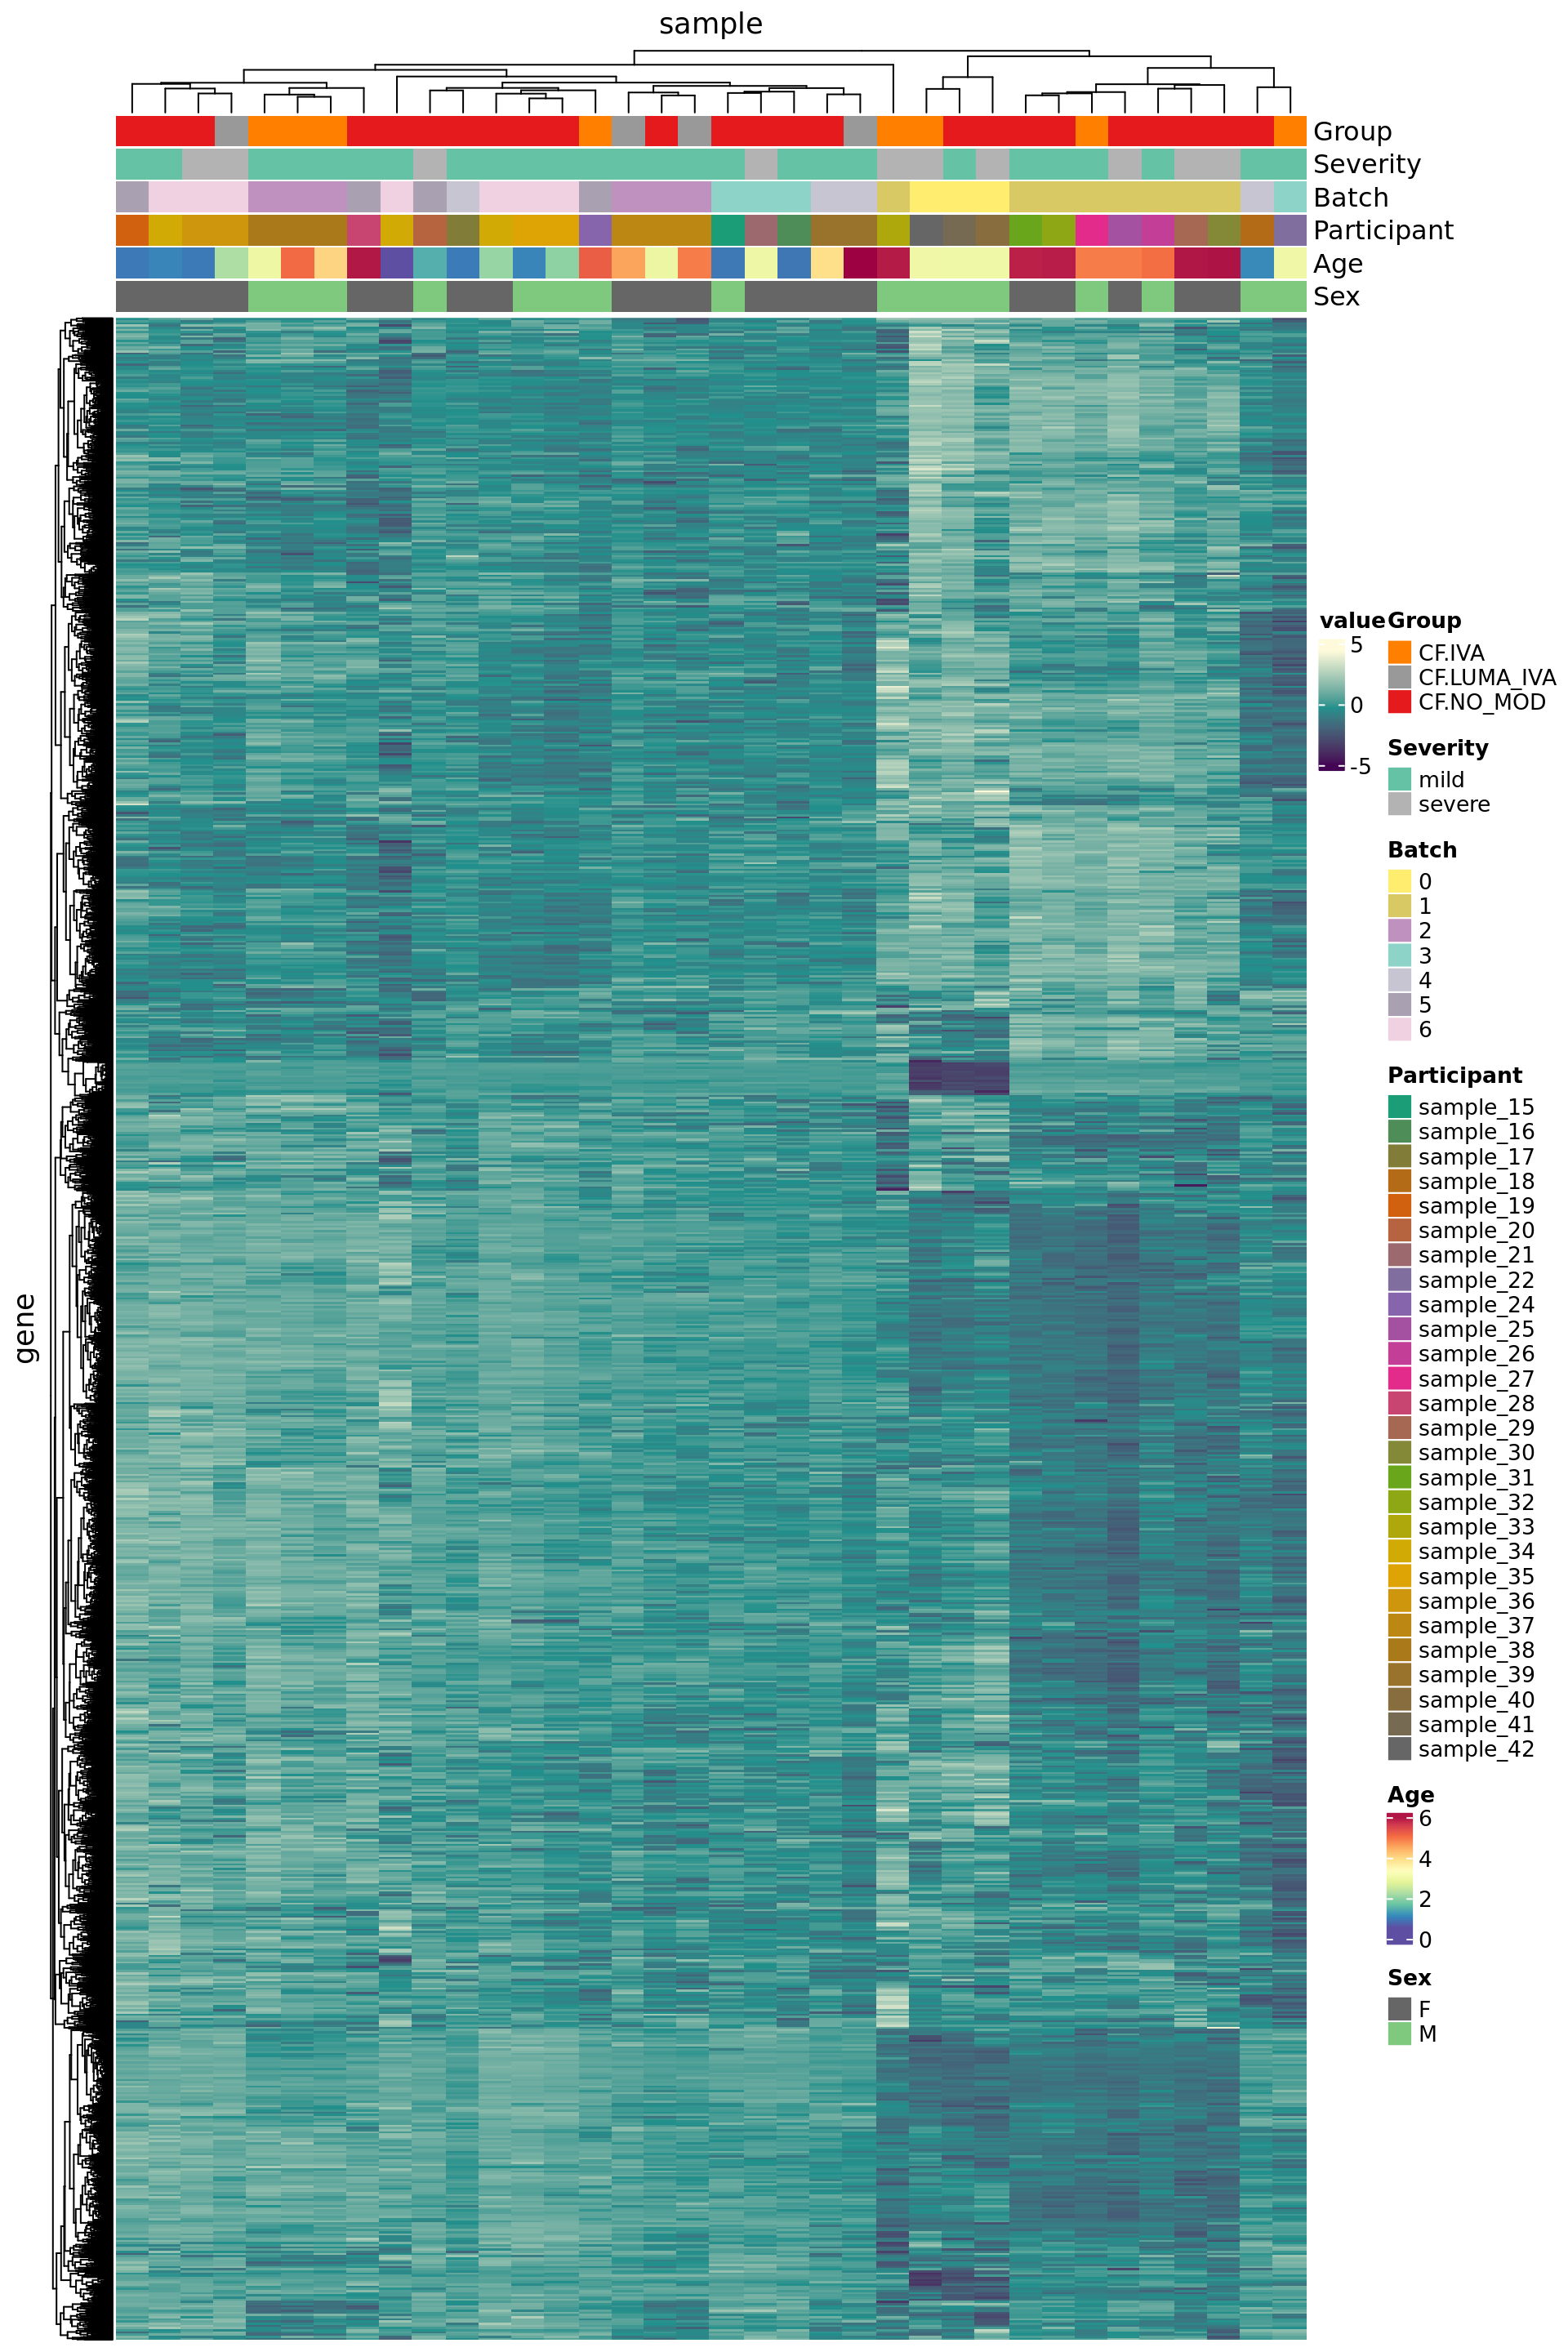 sample
Group
Severity
Batch
Participant
Age
Sex
gene
value
5
0
-5
Group
CF.IVA
CF.LUMA_IVA
CF.NO_MOD
Severity
mild
severe
Batch
0
1
2
3
4
5
6
Participant
sample_15
sample_16
sample_17
sample_18
sample_19
sample_20
sample_21
sample_22
sample_24
sample_25
sample_26
sample_27
sample_28
sample_29
sample_30
sample_31
sample_32
sample_33
sample_34
sample_35
sample_36
sample_37
sample_38
sample_39
sample_40
sample_41
sample_42
Age
6
4
2
0
Sex
F
M